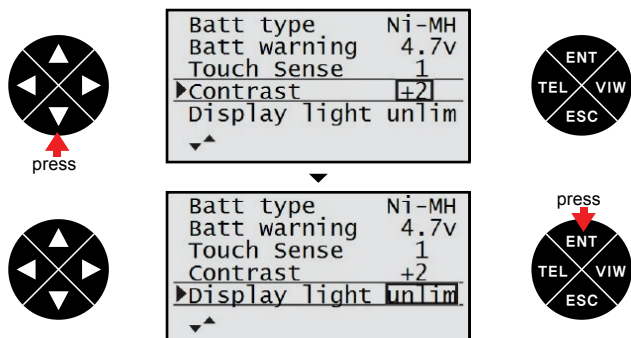 Batt type Ni-MH
Batt warning 4.7v
Touch Sense 1
Contrast +2
Display light unlim
ENT
TEL VIW
ESC
press
Batt type Ni-MH
Batt warning 4.7v
Touch Sense 1
Contrast +2
Display light unlim
press
ENT
TEL VIW
ESC